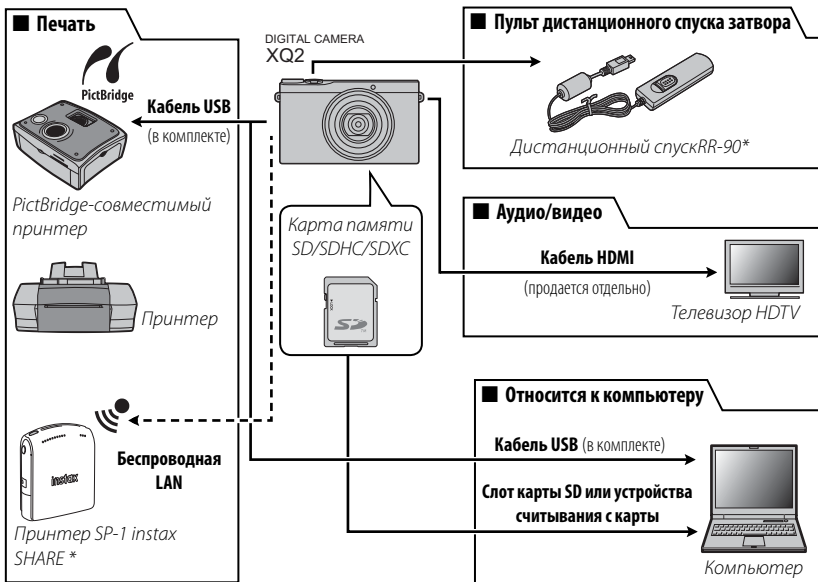 ■ Печать
PictBridge
Кабель USB
(в комплекте)
PictBridge-совместимый
принтер
Принтер
instax
Беспроводная
LAN
Принтер SP-1 instax
SHARE *
DIGITAL CAMERA
XQ2
Карта памяти
SD/SDHC/SDXC
SD
■ Пульт дистанционного спуска затвора
Дистанционный спускRR-90*
■ Аудио/видео
Кабель HDMI
(продается отдельно)
Телевизор HDTV
■ Относится к компьютеру
Кабель USB (в комплекте)
Слот карты SD или устройства
считывания с карты
Компьютер